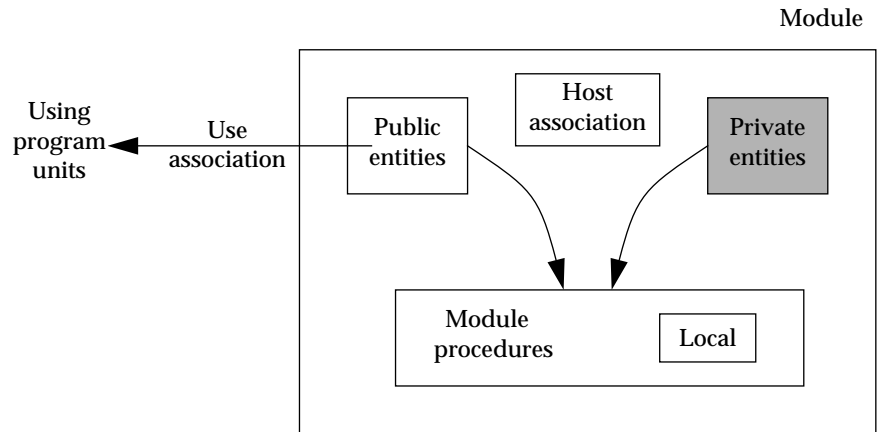 Module
Using
program
units
Use
association
Public
entities
Host
association
Private
entities
Module
procedures
Local